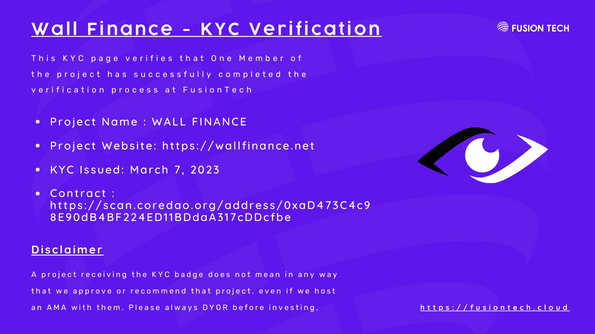 Wall Finance - KYC Verification
FUSION TECH
This KYC page verifies that One Member of
the project has successfully completed the
verification process at FusionTech
Project Name : WALL FINANCE
Project Website: https://wallfinance.net
KYC Issued: March 7, 2023
Contract :
https://scan.coredao.org/address/0xaD473C4c9
8E90dB4BF224ED11BDdaA317cDDcfbe
Disclaimer
A project receiving the KYC badge does not mean in any way
that we approve or recommend that project, even if we host
an AMA with them. Please always DYOR before investing.
https://fusiontech.cloud